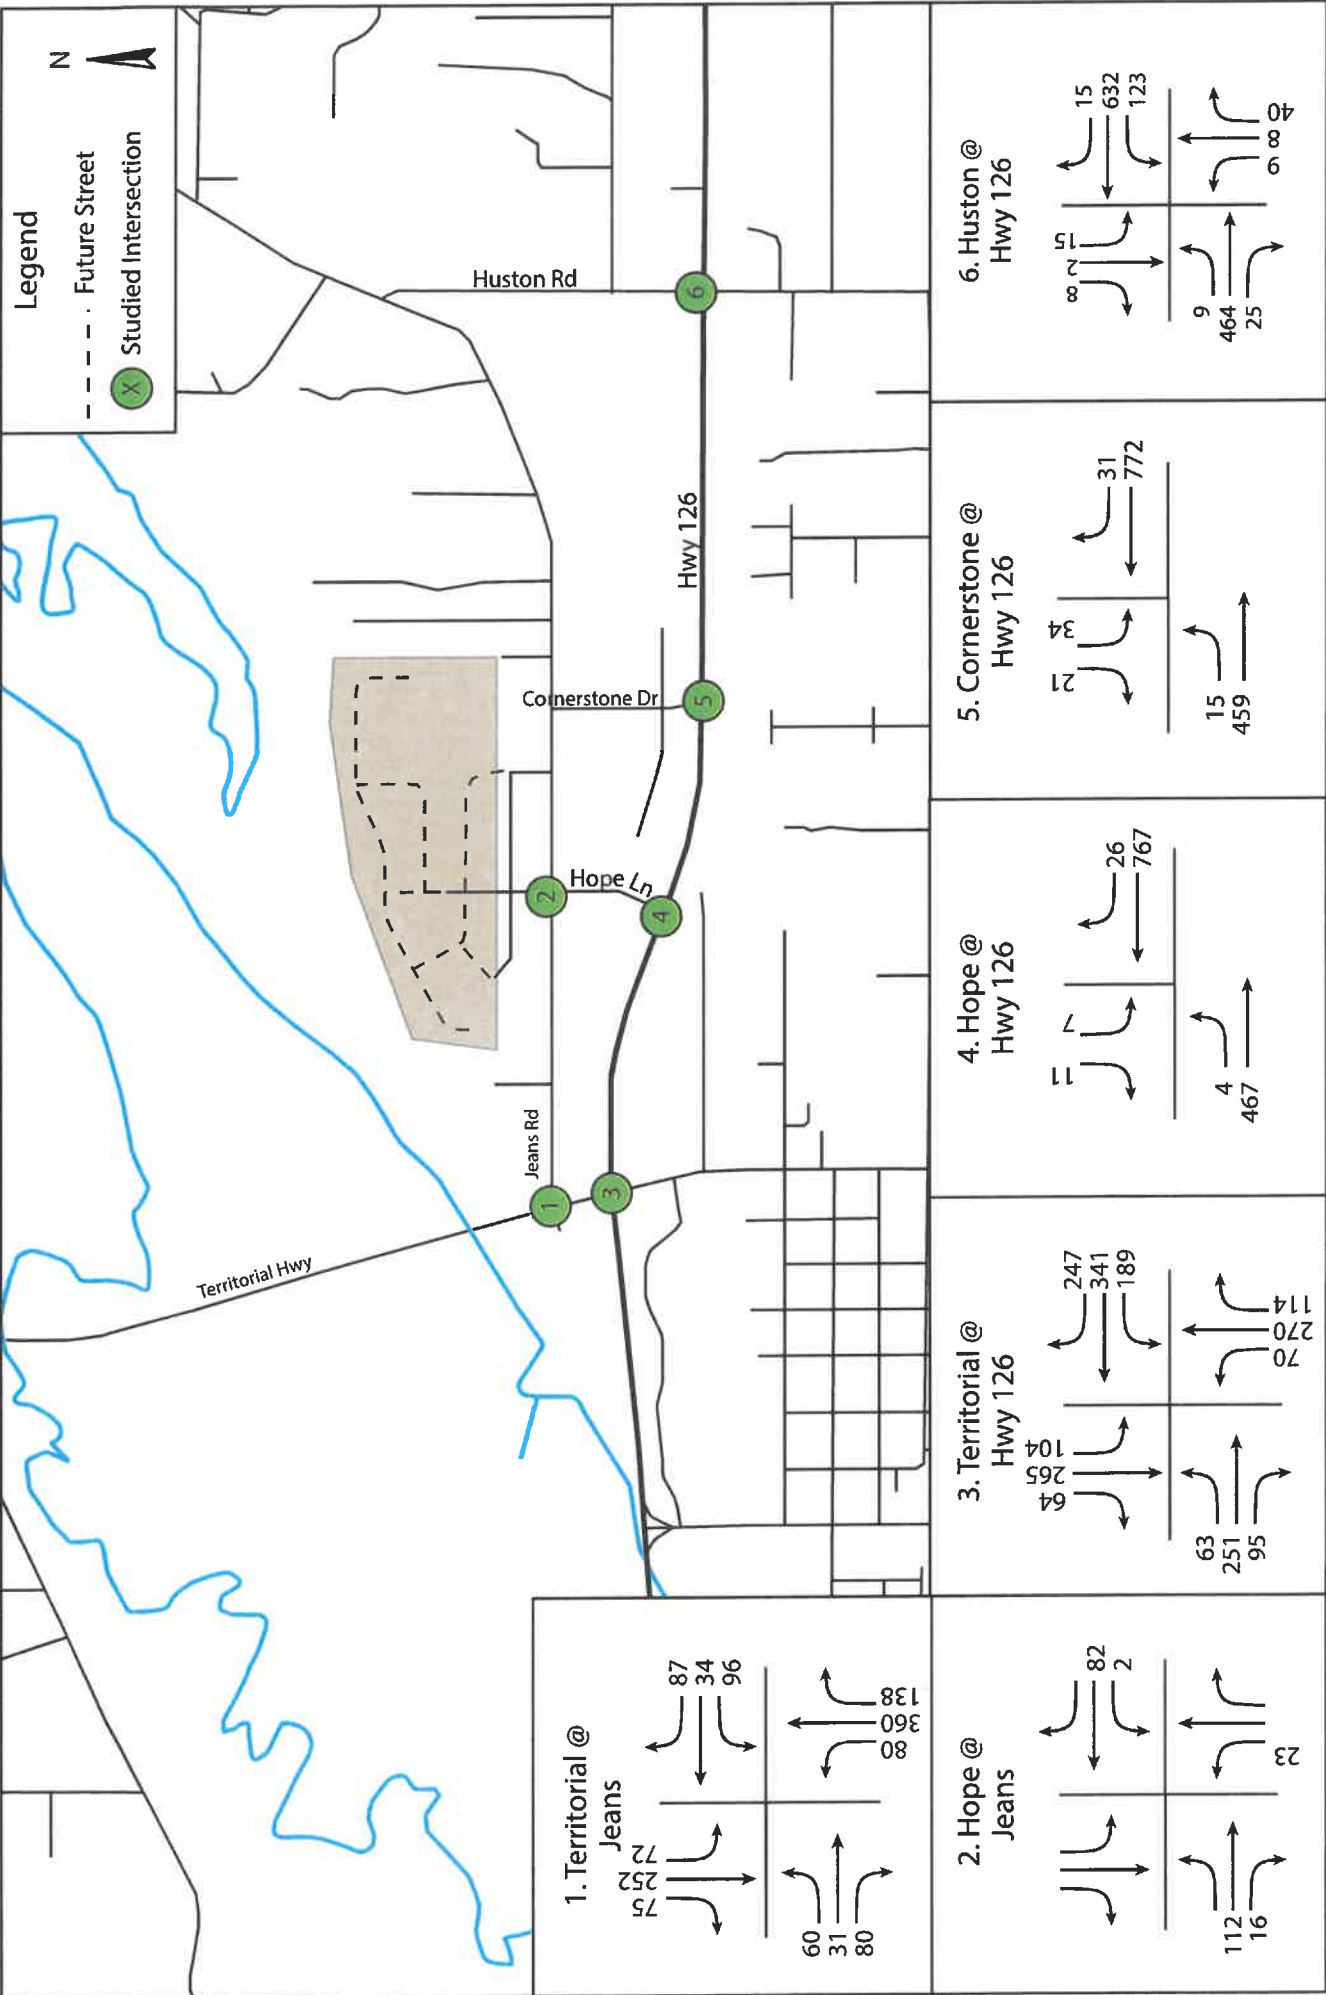 Legend
N
Future Street
X
Studied Intersection
Huston Rd
6
Hwy 126
Cornerstone Dr
5
2
Hope Ln
4
Jeans Rd
1
3
Territorial Hwy
1. Territorial @
Jeans
75
252
72
87
34
96
60
31
80
80
360
138
2. Hope @
Jeans
82
2
112
16
23
3. Territorial @
Hwy 126
64
265
104
247
341
189
63
251
95
70
270
114
4. Hope @
Hwy 126
11
7
26
767
4
467
5. Cornerstone @
Hwy 126
21
34
31
772
15
459
6. Huston @
Hwy 126
8
2
15
15
632
123
9
464
25
9
8
40